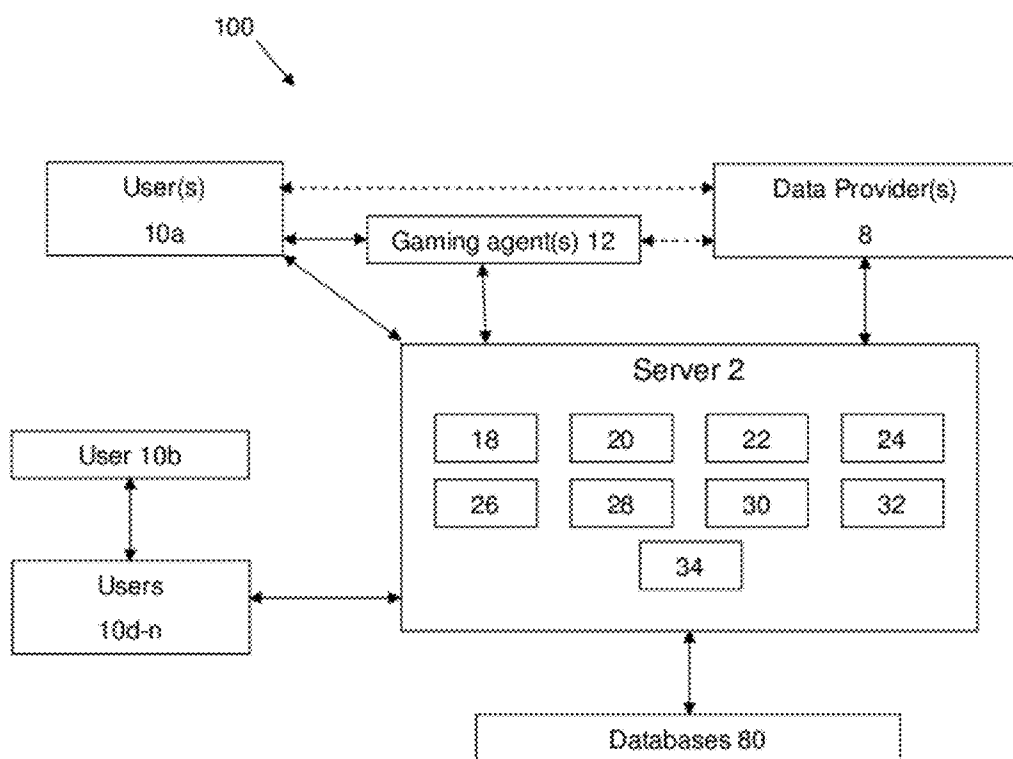 100
User(s)
10a
Data Provider(s)
8
Gaming agent(s) 12
Server 2
18 20 22 24
26 28 30 32
34
User 10b
Users
10d-n
Databases 80